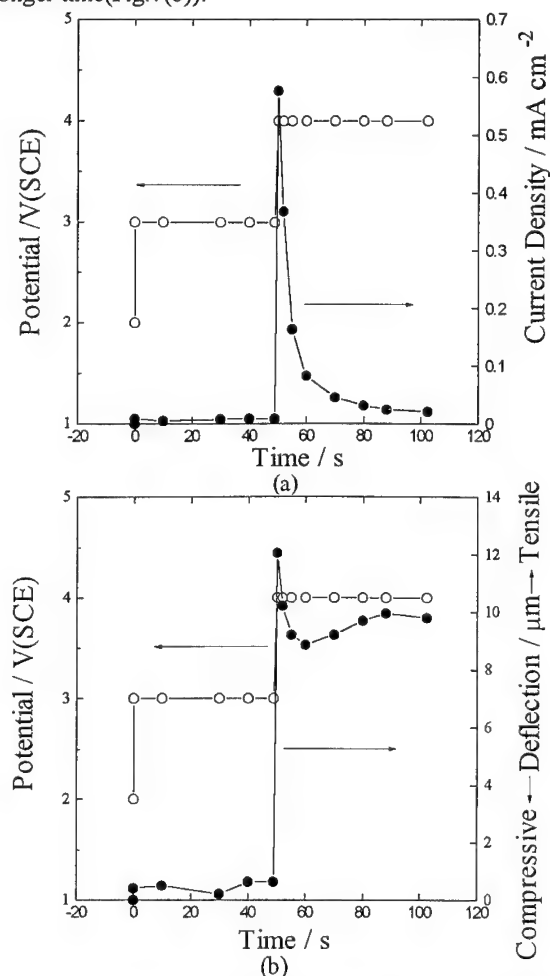 onger time(Fig.7(b)).
5
4
3
2
1
Potential /V(SCE)
0.7
0.6
0.5
0.4
0.3
0.2
0.1
0
Current Density / mA cm-2
-20 0 20 40 60 80 100 120
Time / s
(a)
5
4
3
2
1
Potential / V(SCE)
14
12
10
8
6
4
2
0
Compressive ← Deflection / μm → Tensile
-20 0 20 40 60 80 100 120
Time / s
(b)